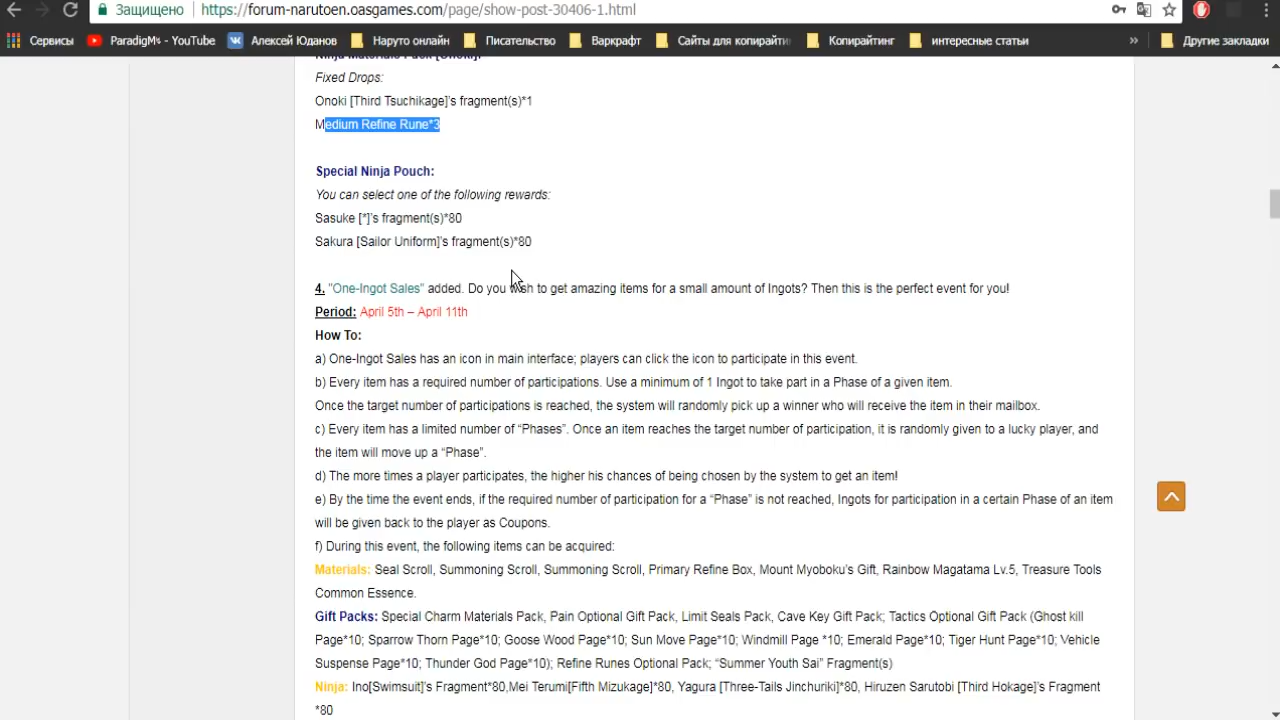 Защищено https://forum-narutoen.oasgames.com/page/show-post-30406-1.html
Сервисы ParadigMs - YouTube Алексей Юданов Наруто онлайн Писательство Варкрафт Сайты для копирайти Копирайтинг интересные статьи » Другие закладки
Ninja Materials Pack [Onoki]:
Fixed Drops:
Onoki [Third Tsuchikage]'s fragment(s)*1
Medium Refine Rune*3
Special Ninja Pouch:
You can select one of the following rewards:
Sasuke [*]'s fragment(s)*80
Sakura [Sailor Uniform]'s fragment(s)*80
4. "One-Ingot Sales" added. Do you wish to get amazing items for a small amount of Ingots? Then this is the perfect event for you!
Period: April 5th – April 11th
How To:
a) One-Ingot Sales has an icon in main interface; players can click the icon to participate in this event.
b) Every item has a required number of participations. Use a minimum of 1 Ingot to take part in a Phase of a given item.
Once the target number of participations is reached, the system will randomly pick up a winner who will receive the item in their mailbox.
c) Every item has a limited number of “Phases”. Once an item reaches the target number of participation, it is randomly given to a lucky player, and
the item will move up a “Phase”.
d) The more times a player participates, the higher his chances of being chosen by the system to get an item!
e) By the time the event ends, if the required number of participation for a “Phase” is not reached, Ingots for participation in a certain Phase of an item
will be given back to the player as Coupons.
f) During this event, the following items can be acquired:
Materials: Seal Scroll, Summoning Scroll, Summoning Scroll, Primary Refine Box, Mount Myoboku's Gift, Rainbow Magatama Lv.5, Treasure Tools
Common Essence.
Gift Packs: Special Charm Materials Pack, Pain Optional Gift Pack, Limit Seals Pack, Cave Key Gift Pack; Tactics Optional Gift Pack (Ghost kill
Page*10; Sparrow Thorn Page*10; Goose Wood Page*10; Sun Move Page*10; Windmill Page *10; Emerald Page*10; Tiger Hunt Page*10; Vehicle
Suspense Page*10; Thunder God Page*10); Refine Runes Optional Pack; “Summer Youth Sai” Fragment(s)
Ninja: Ino[Swimsuit]'s Fragment*80,Mei Terumi[Fifth Mizukage]*80, Yagura [Three-Tails Jinchuriki]*80, Hiruzen Sarutobi [Third Hokage]'s Fragment
*80